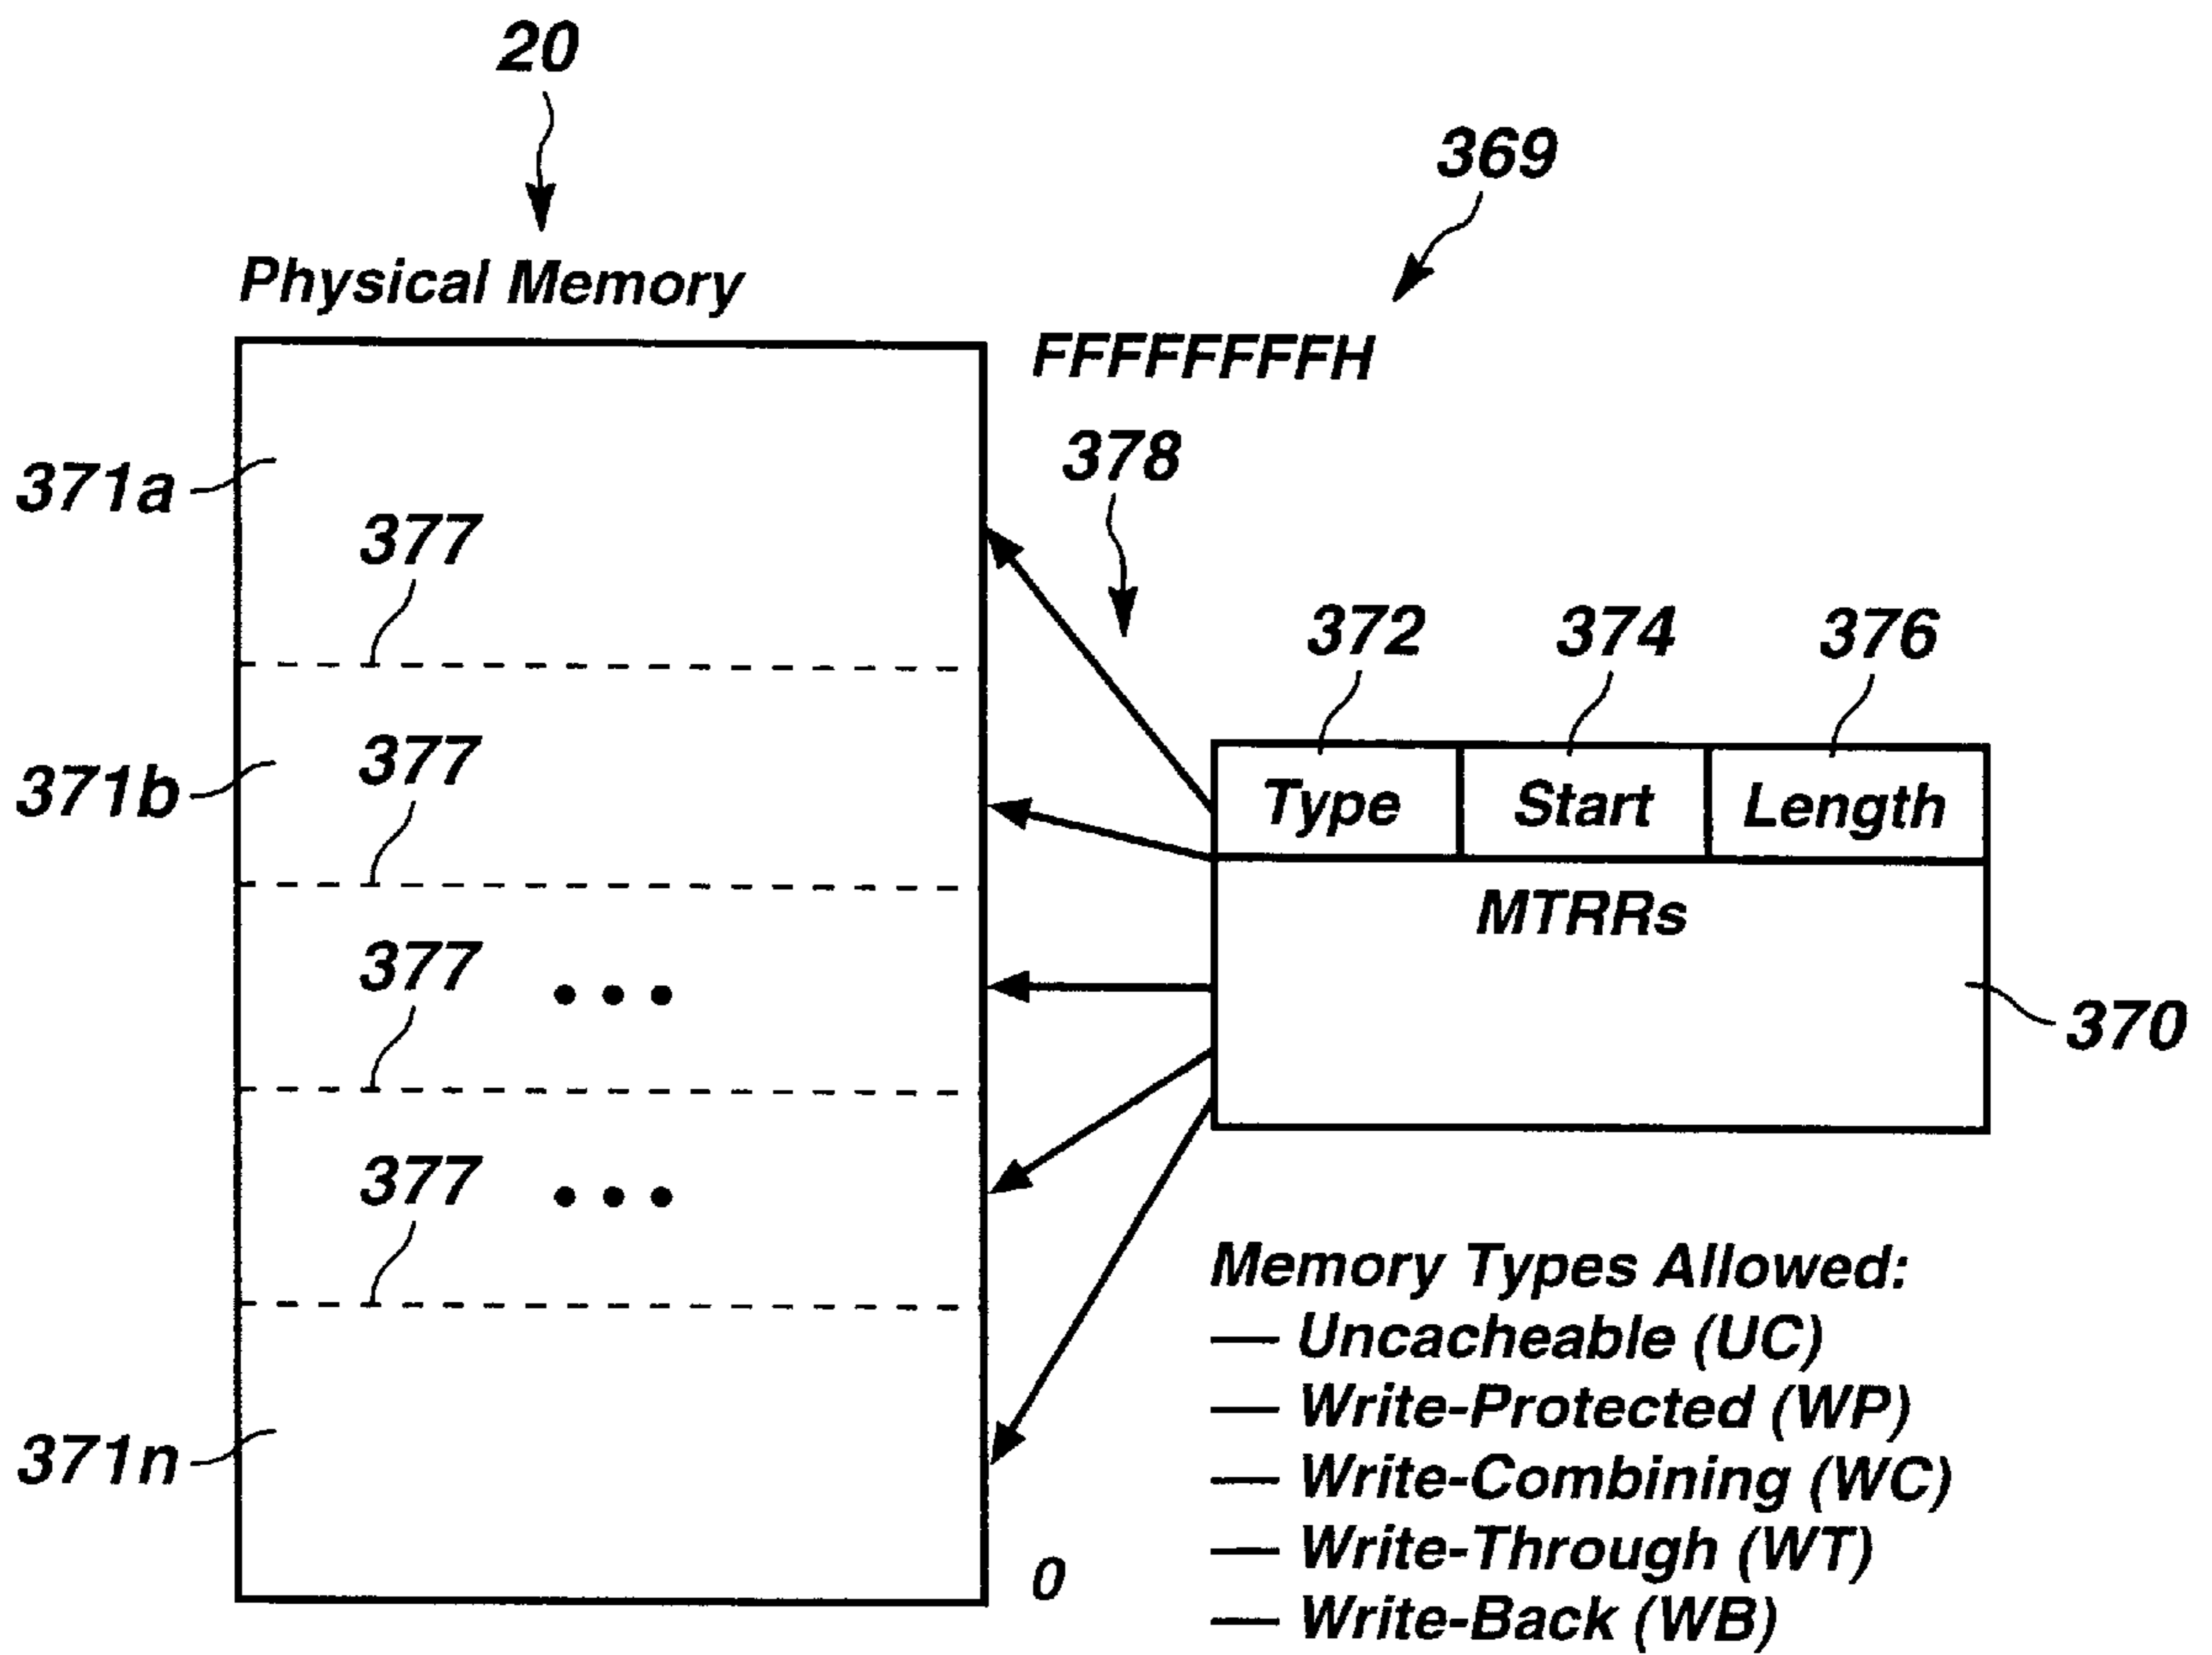 20
369
Physical Memory
FFFFFFFFH
378
371a
377
372 374 376
371b
377
Type Start Length
MTRRs
377
• • •
370
377
• • •
371n
0
Memory Types Allowed:
— Uncacheable (UC)
— Write-Protected (WP)
— Write-Combining (WC)
— Write-Through (WT)
— Write-Back (WB)